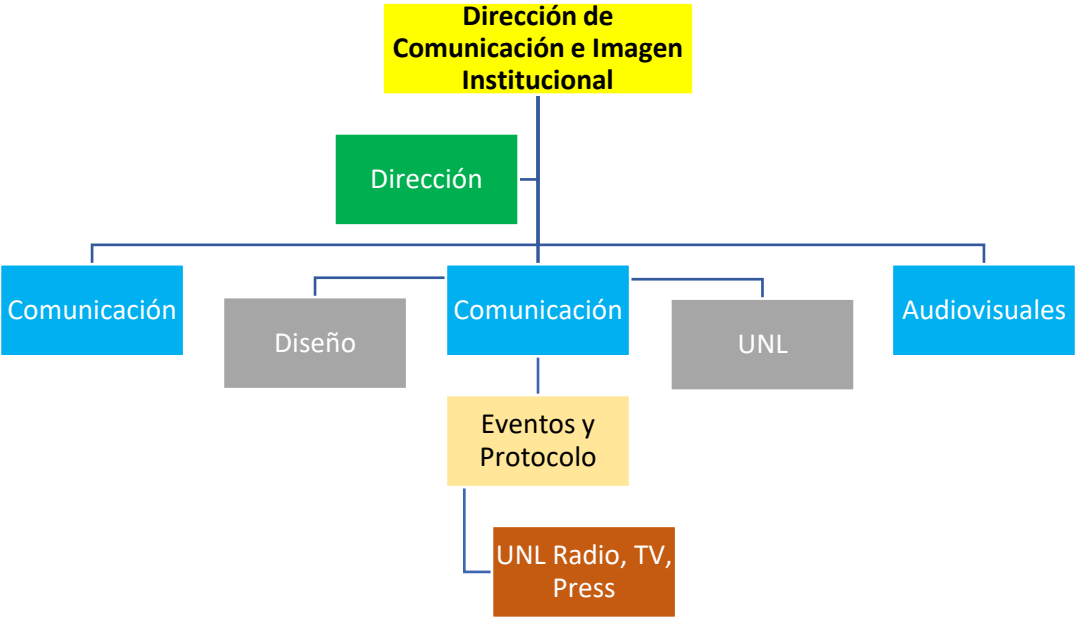 Dirección de
Comunicación e Imagen
Institucional
Dirección
Comunicación
Diseño
Comunicación
UNL
Audiovisuales
Eventos y
Protocolo
UNL Radio, TV,
Press